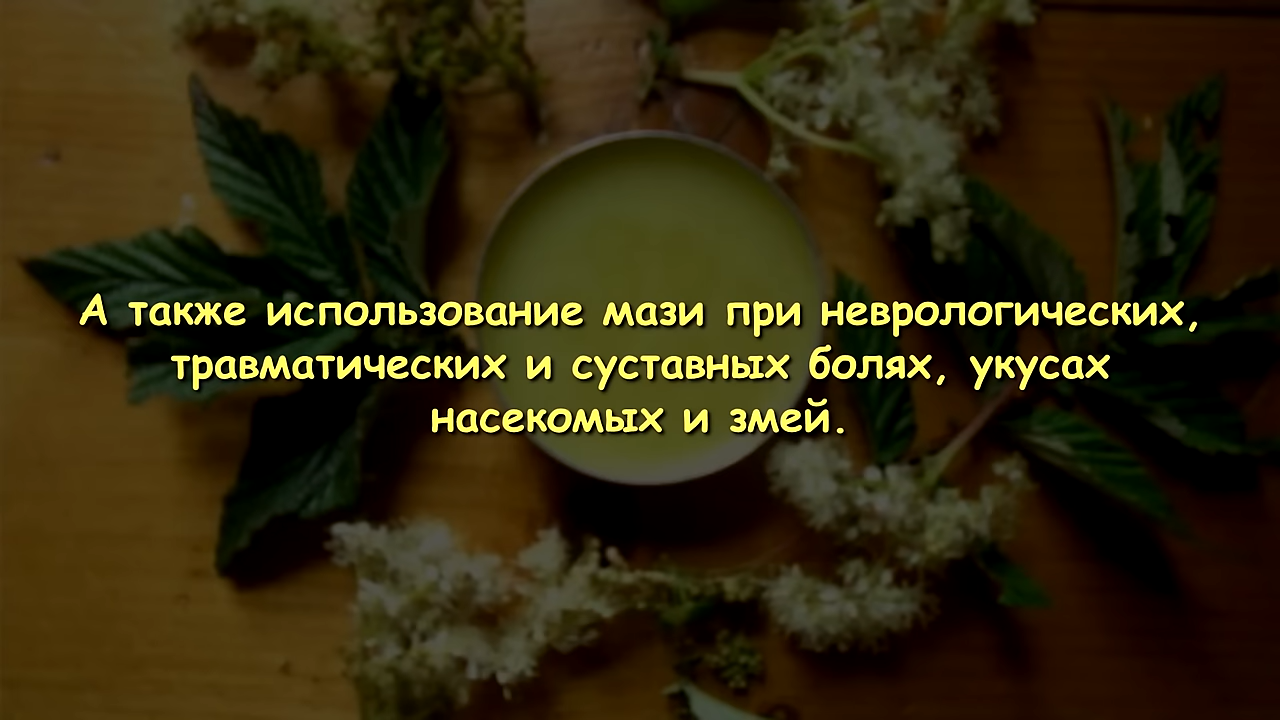 А также использование мази при неврологических,
травматических и суставных болях, укусах
насекомых и змей.